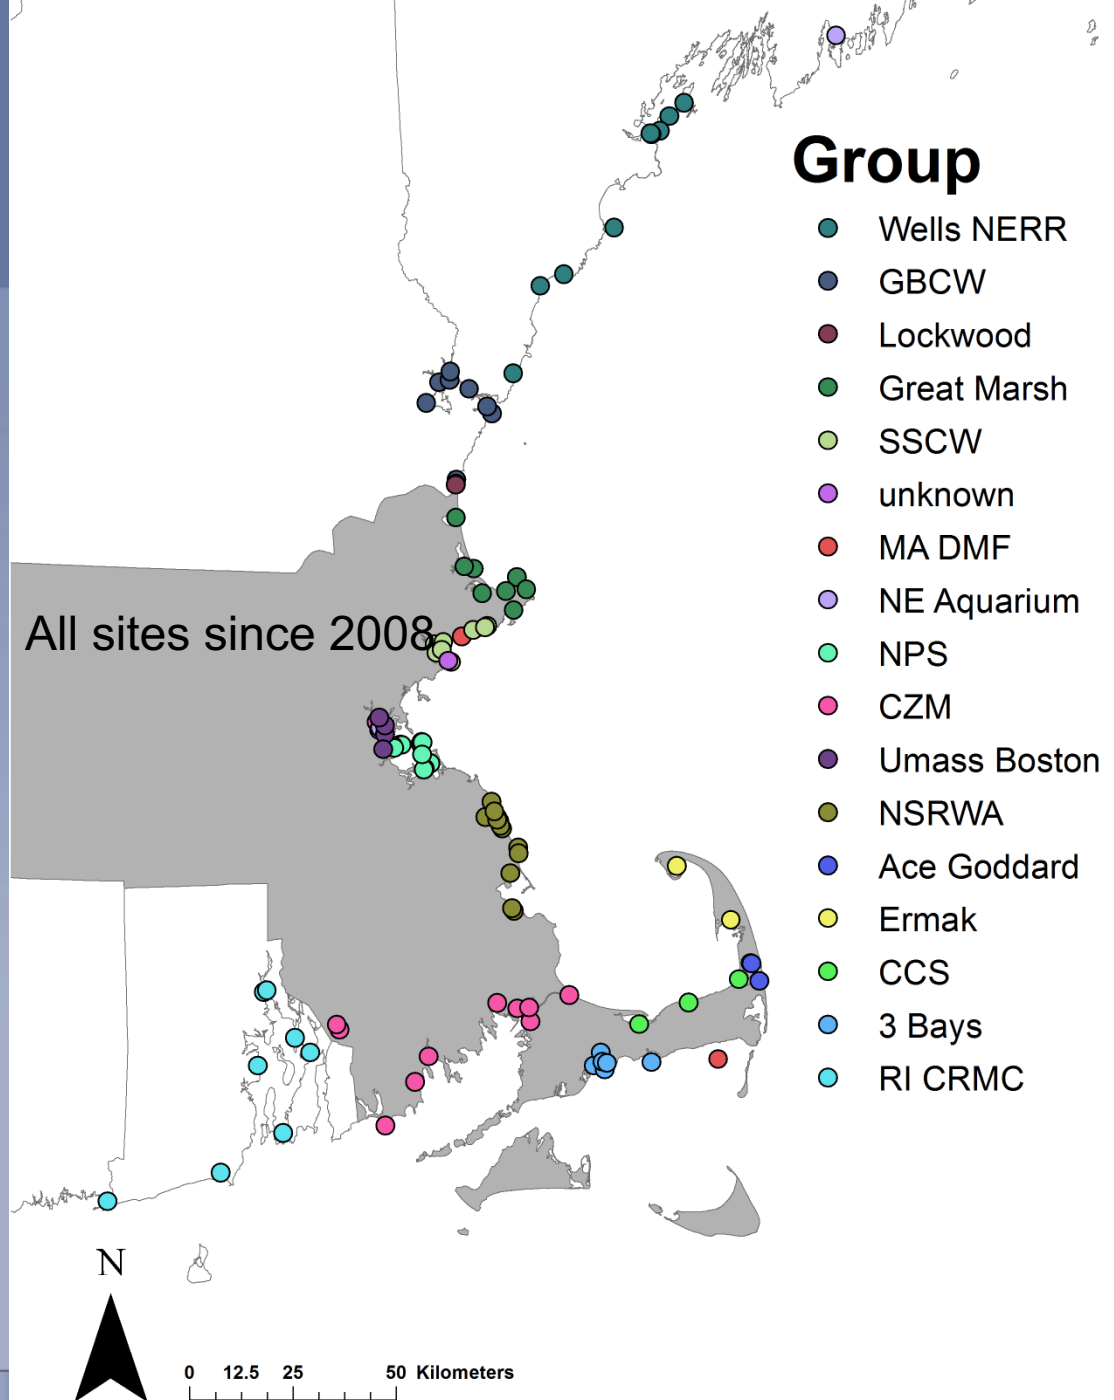 Group
Wells NERR
GBCW
Lockwood
Great Marsh
SSCW
unknown
MA DMF
All sites since 2008
NE Aquarium
NPS
CZM
Umass Boston
NSRWA
Ace Goddard
Ermak
CCS
3 Bays
RI CRMC
N
0 12.5 25 50 Kilometers